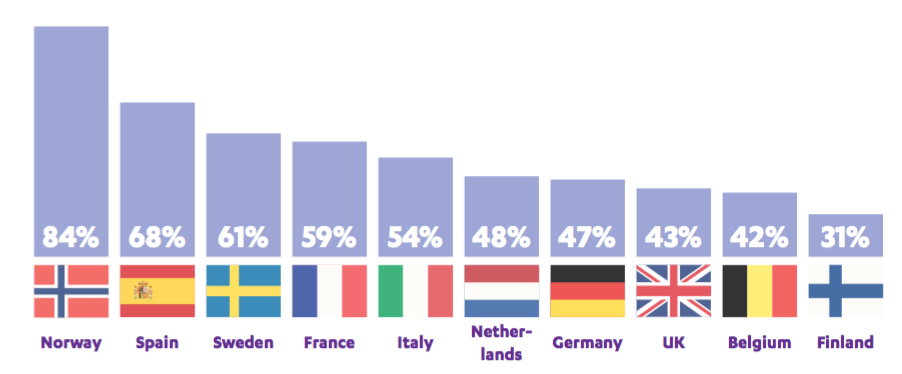 84% 68% 61% 59% 54% 48% 47% 43% 42% 31%
Norway Spain Sweden France Italy Nether-
lands Germany UK Belgium Finland